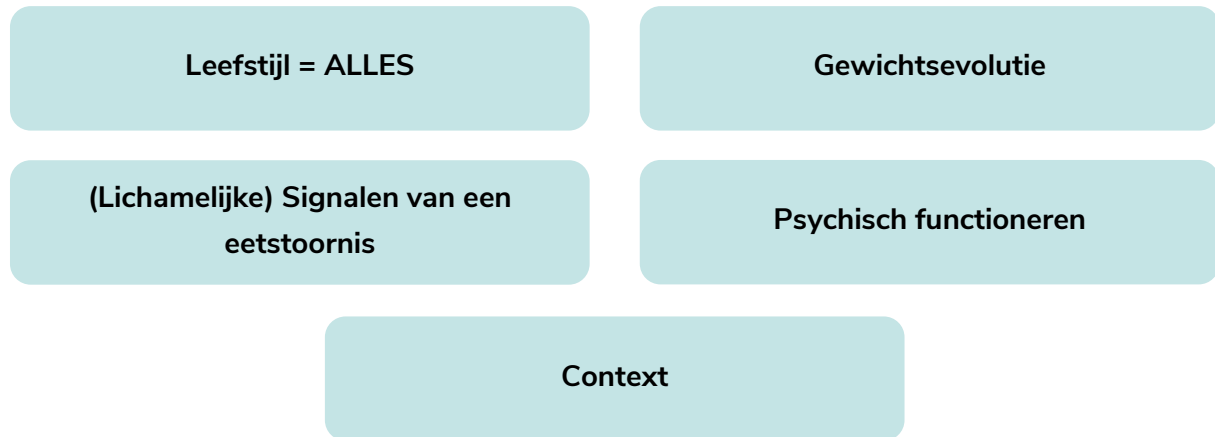 Leefstijl = ALLES
Gewichtsevolutie
(Lichamelijke) Signalen van een
eetstoornis
Psychisch functioneren
Context